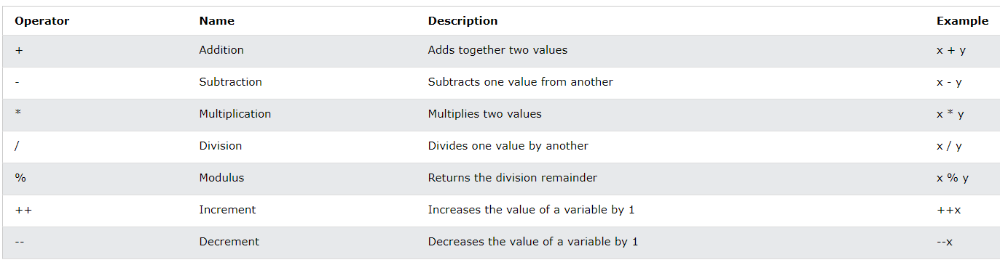 Operator Name Description Example
+ Addition Adds together two values x + y
- Subtraction Subtracts one value from another x - y
* Multiplication Multiplies two values x * y
/ Division Divides one value by another x / y
% Modulus Returns the division remainder x % y
++ Increment Increases the value of a variable by 1 ++x
-- Decrement Decreases the value of a variable by 1 --x